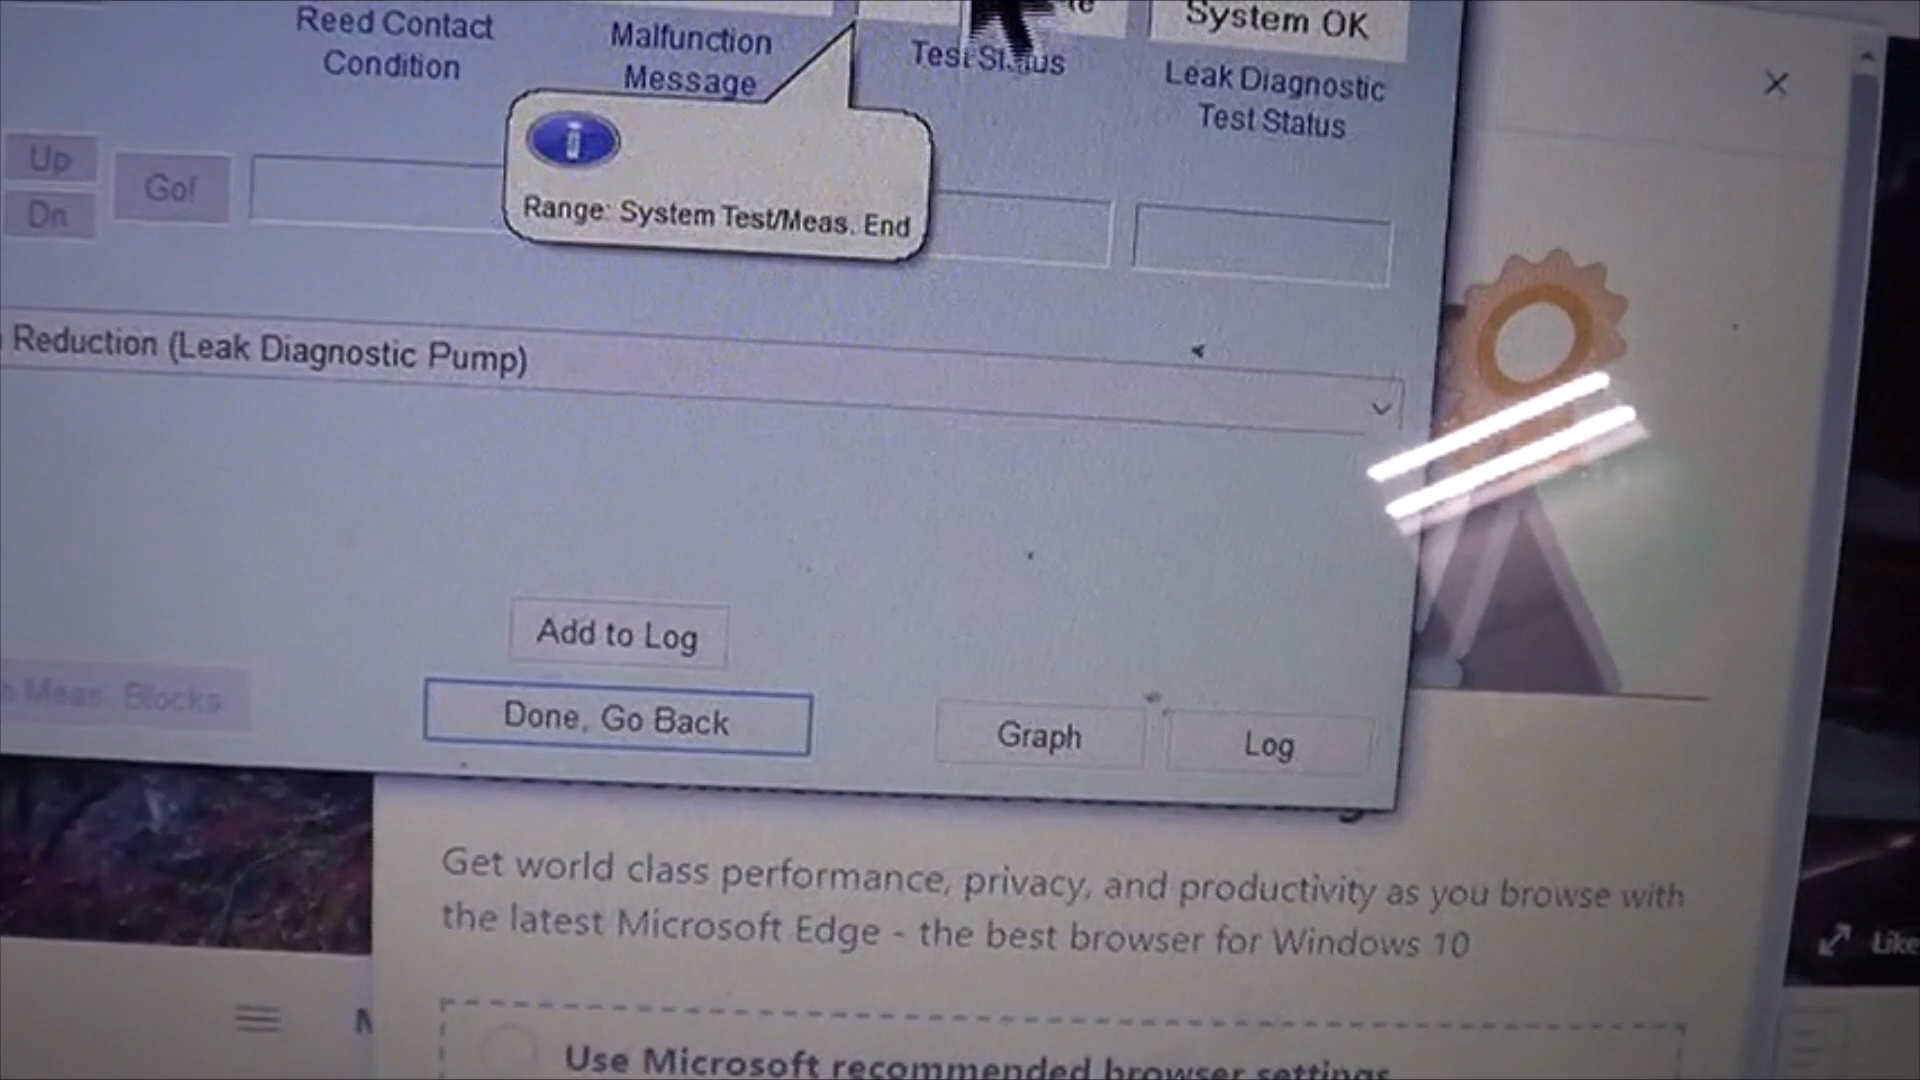 System OK
Reed Contact
Condition
Malfunction
Message
Test Status
Leak Diagnostic
Test Status
Up
Dn
Go!
Range: System Test/Meas. End
Reduction (Leak Diagnostic Pump)
Add to Log
Meas. Blocks
Done, Go Back
Graph
Log
Get world class performance, privacy, and productivity as you browse with
the latest Microsoft Edge - the best browser for Windows 10
Like
Use Microsoft recommended browser settings